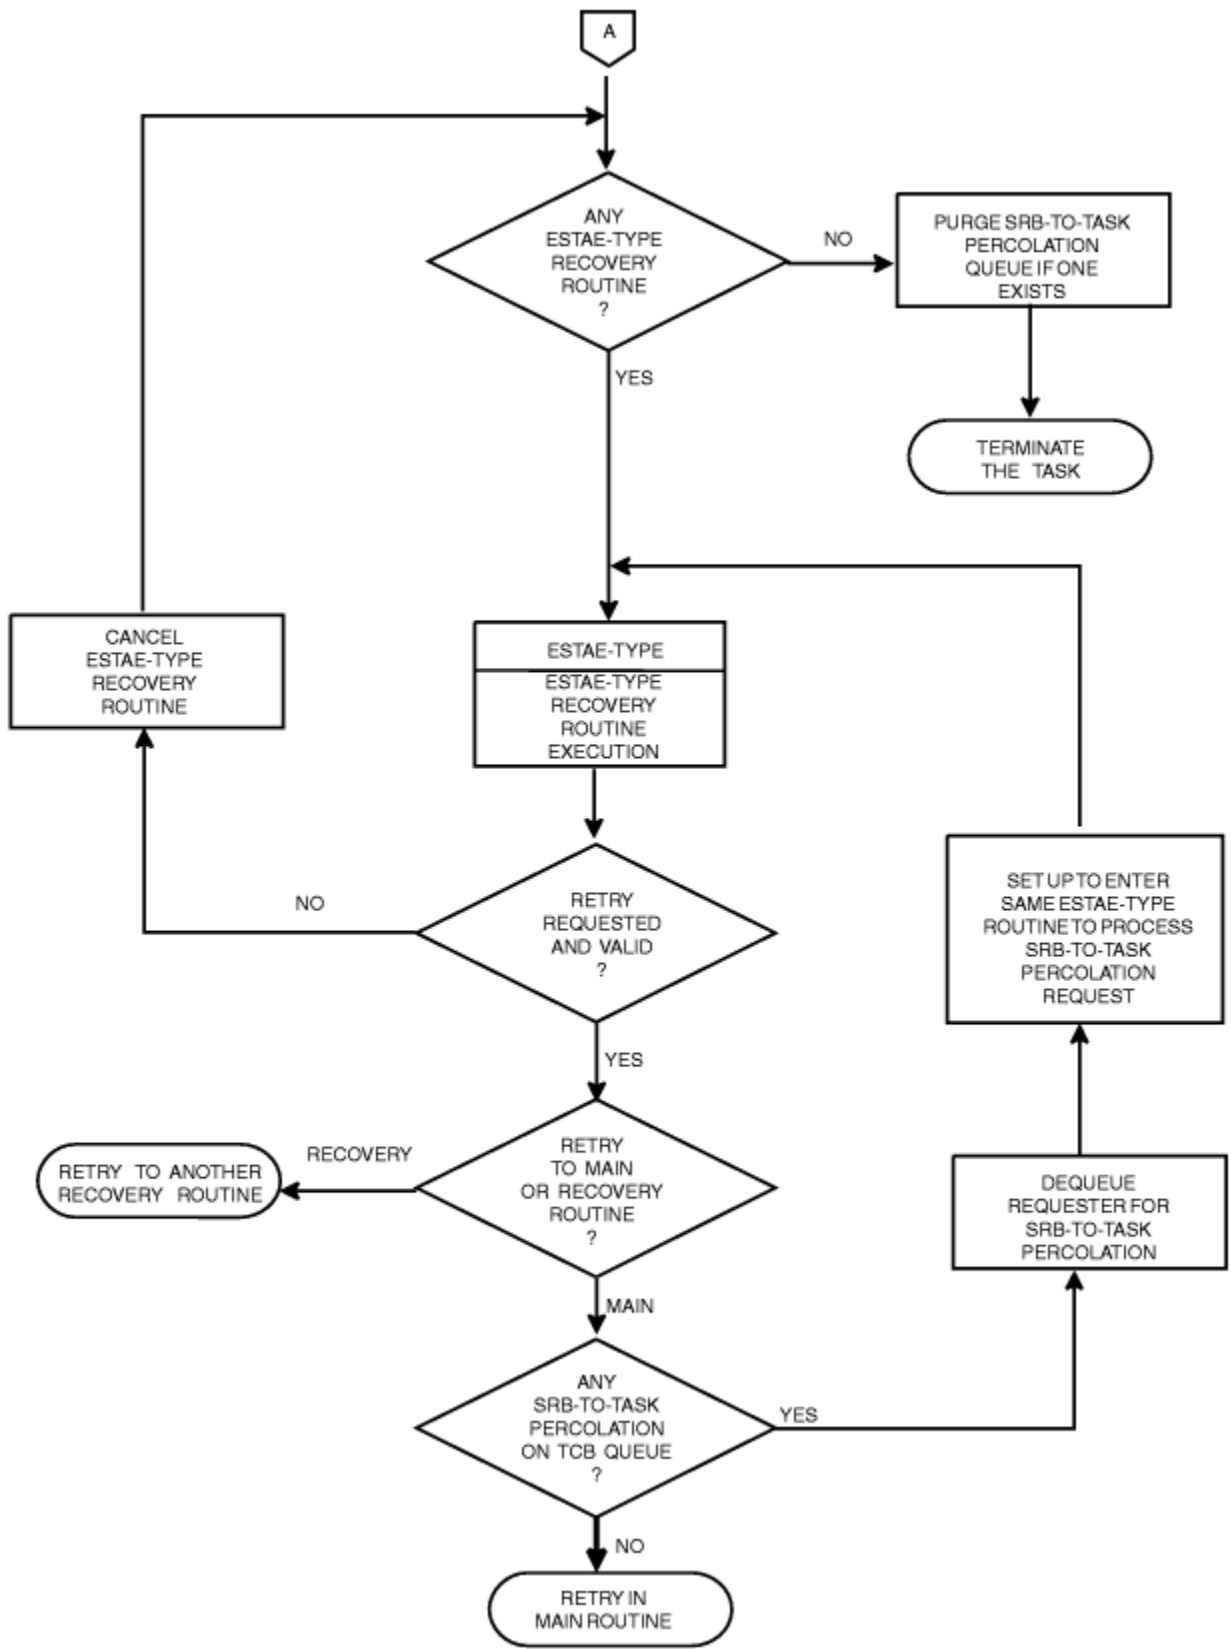 A
ANY
ESTAE-TYPE
RECOVERY
ROUTINE
?
NO
PURGE SRB-TO-TASK
PERCOLATION
QUEUE IF ONE
EXISTS
YES
TERMINATE
THE TASK
CANCEL
ESTAE-TYPE
RECOVERY
ROUTINE
ESTAE-TYPE
ESTAE-TYPE
RECOVERY
ROUTINE
EXECUTION
NO
RETRY
REQUESTED
AND VALID
?
SET UP TO ENTER
SAME ESTAE-TYPE
ROUTINE TO PROCESS
SRB-TO-TASK
PERCOLATION
REQUEST
YES
RECOVERY
RETRY TO ANOTHER
RECOVERY ROUTINE
RETRY
TO MAIN
OR RECOVERY
ROUTINE
?
DEQUEUE
REQUESTER FOR
SRB-TO-TASK
PERCOLATION
MAIN
ANY
SRB-TO-TASK
PERCOLATION
ON TCB QUEUE
?
YES
NO
RETRY IN
MAIN ROUTINE